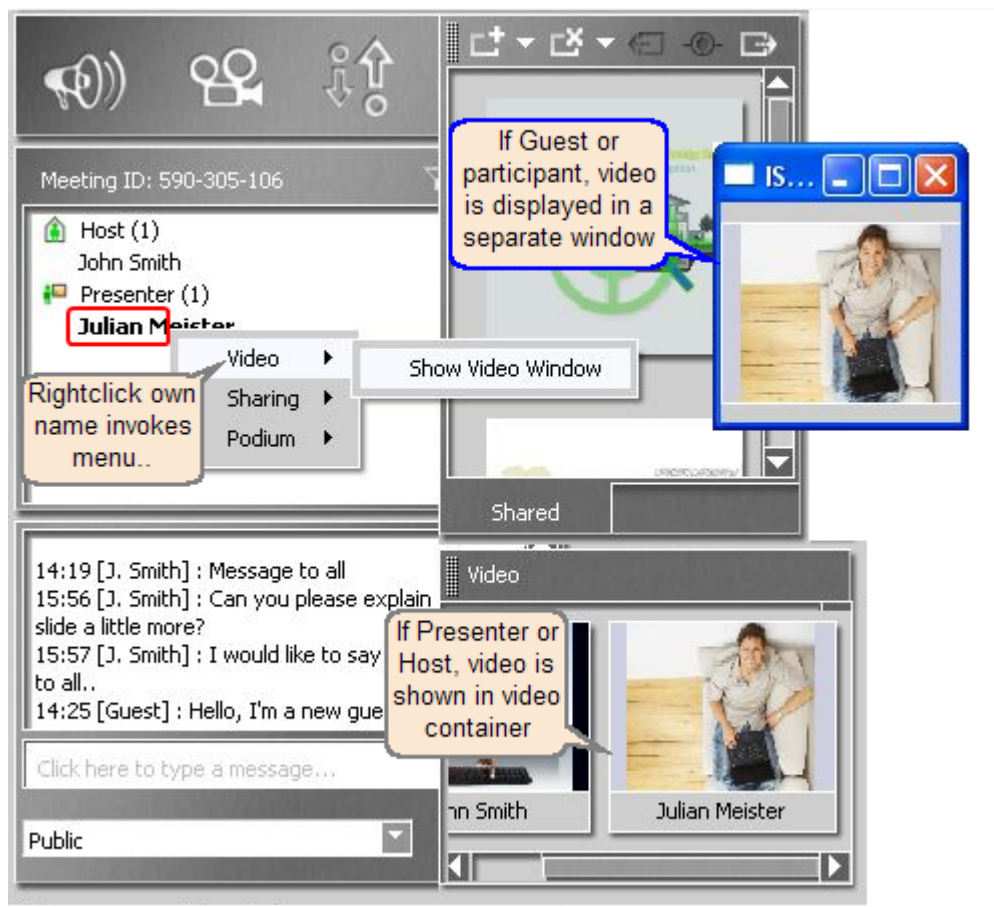 Meeting ID: 590-305-106
Host (1)
John Smith
Presenter (1)
Julian Meister
Video
Sharing
Podium
Show Video Window
Rightclick own
name invokes
menu..
If Guest or
participant, video
is displayed in a
separate window
IS...
Shared
14:19 [J. Smith] : Message to all
15:56 [J. Smith] : Can you please explain
slide a little more?
15:57 [J. Smith] : I would like to say
to all..
14:25 [Guest] : Hello, I'm a new gue
Click here to type a message...
Public
Video
If Presenter or
Host, video is
shown in video
container
hn Smith
Julian Meister